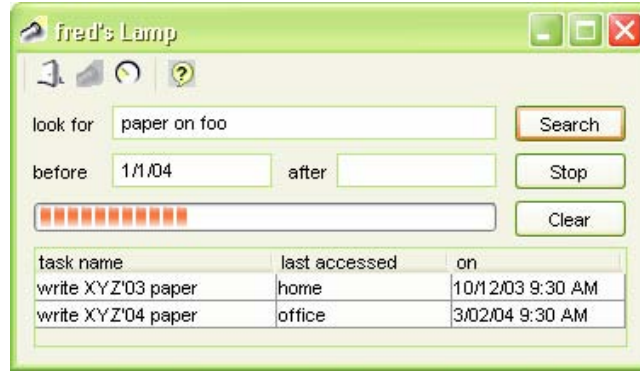 fred's Lamp
look for paper on foo Search
before 1/1/04 after Stop
Clear
task name last accessed on
write XYZ'03 paper home 10/12/03 9:30 AM
write XYZ'04 paper office 3/02/04 9:30 AM